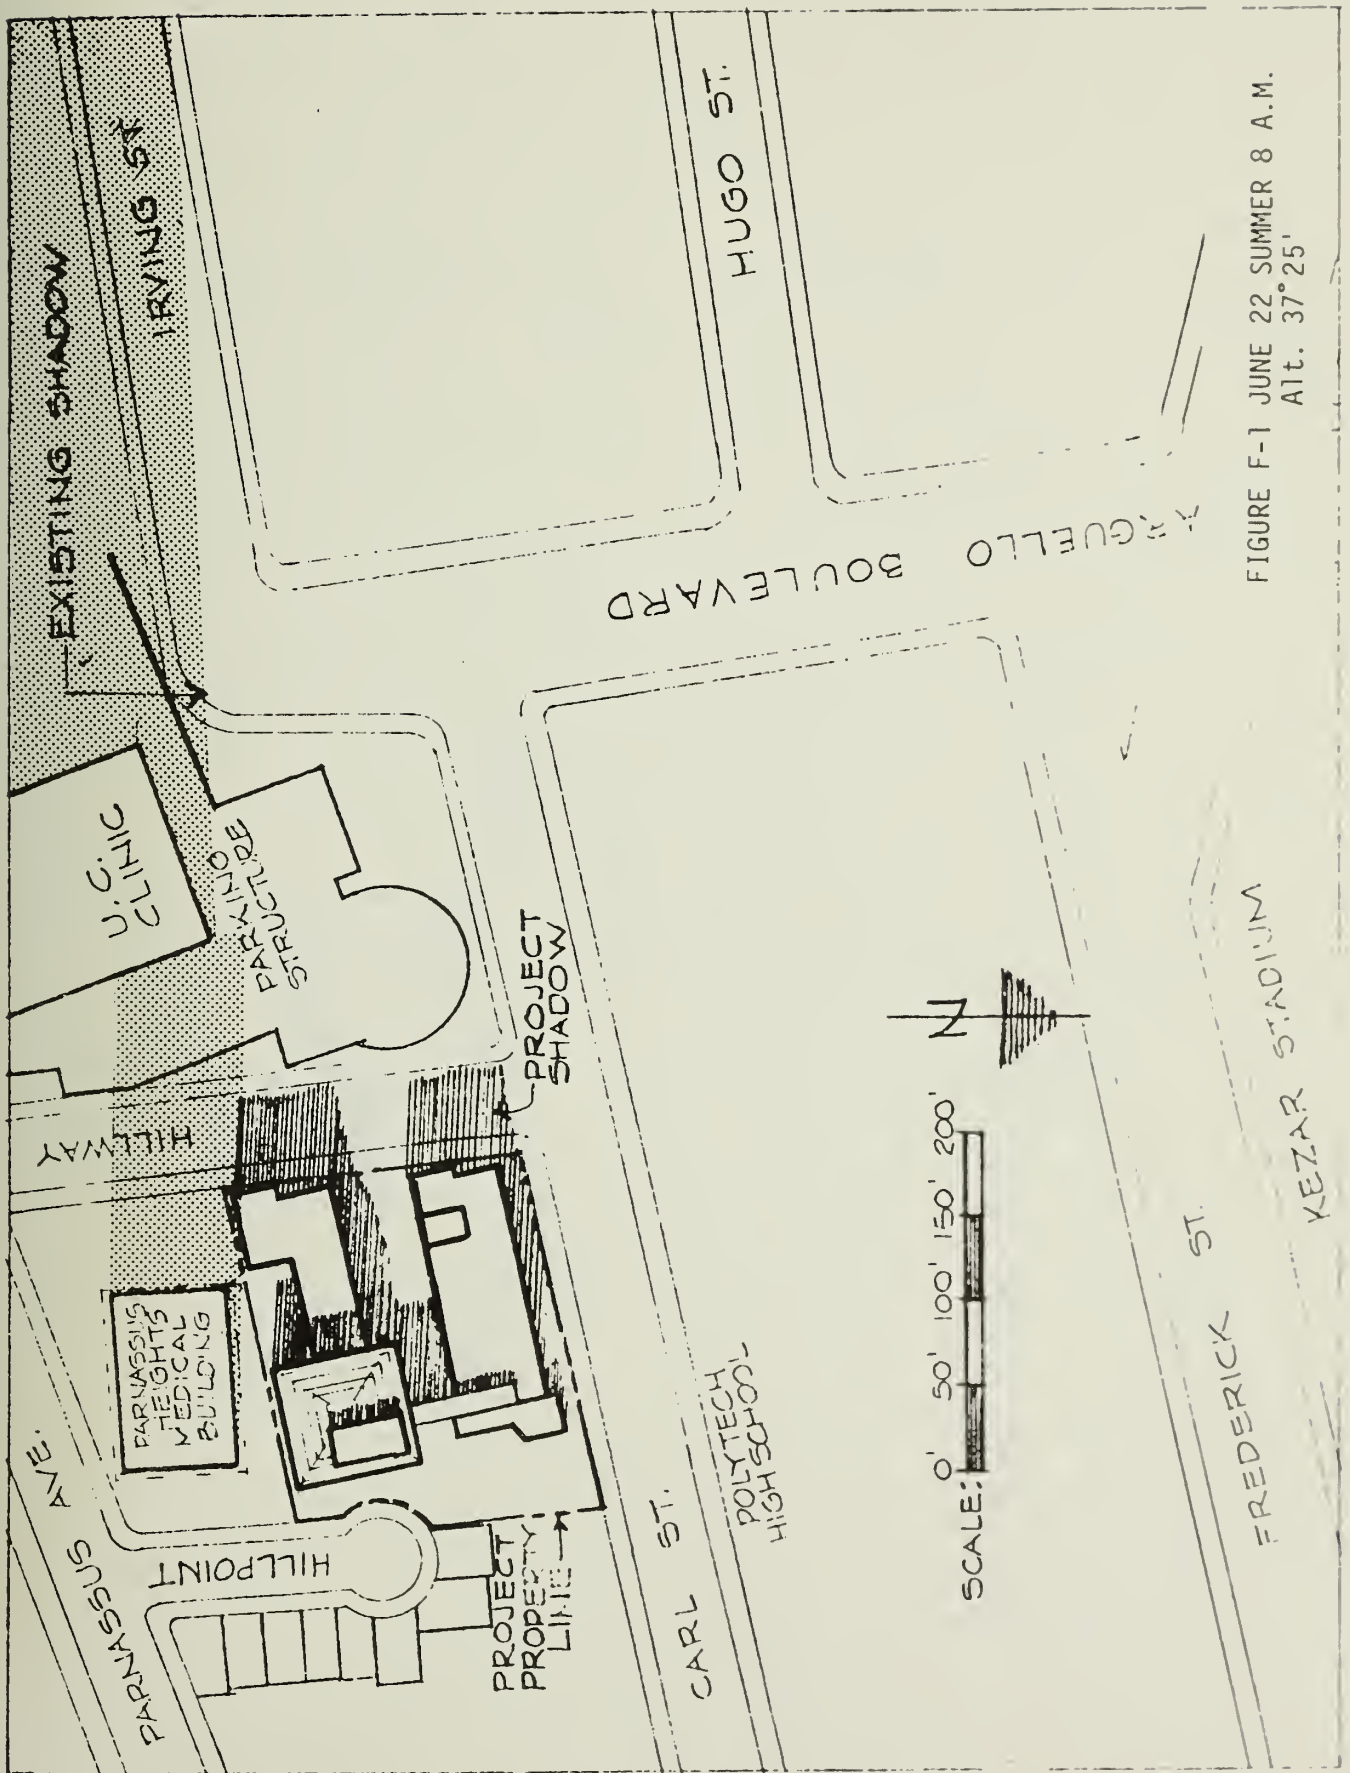 EXISTING SHADOW
IRVING ST
HUGO ST.
U.C.
CLINIC
PARKING
STRUCTURE
ARGUELLO BOULEVARD
HILLWAY
PROJECT
SHADOW
PARNASSUS
HEIGHTS
MEDICAL
BUILDING
PARNASSUS AVE.
HILLPOINT
PROJECT
PROPERTY
LINE
CARL ST.
POLYTECH
HIGH SCHOOL
N
SCALE:
0' 50' 100' 150' 200'
FREDERICK ST.
KEZAR STADIUM
FIGURE F-1 JUNE 22 SUMMER 8 A.M.
Alt. 37°25'